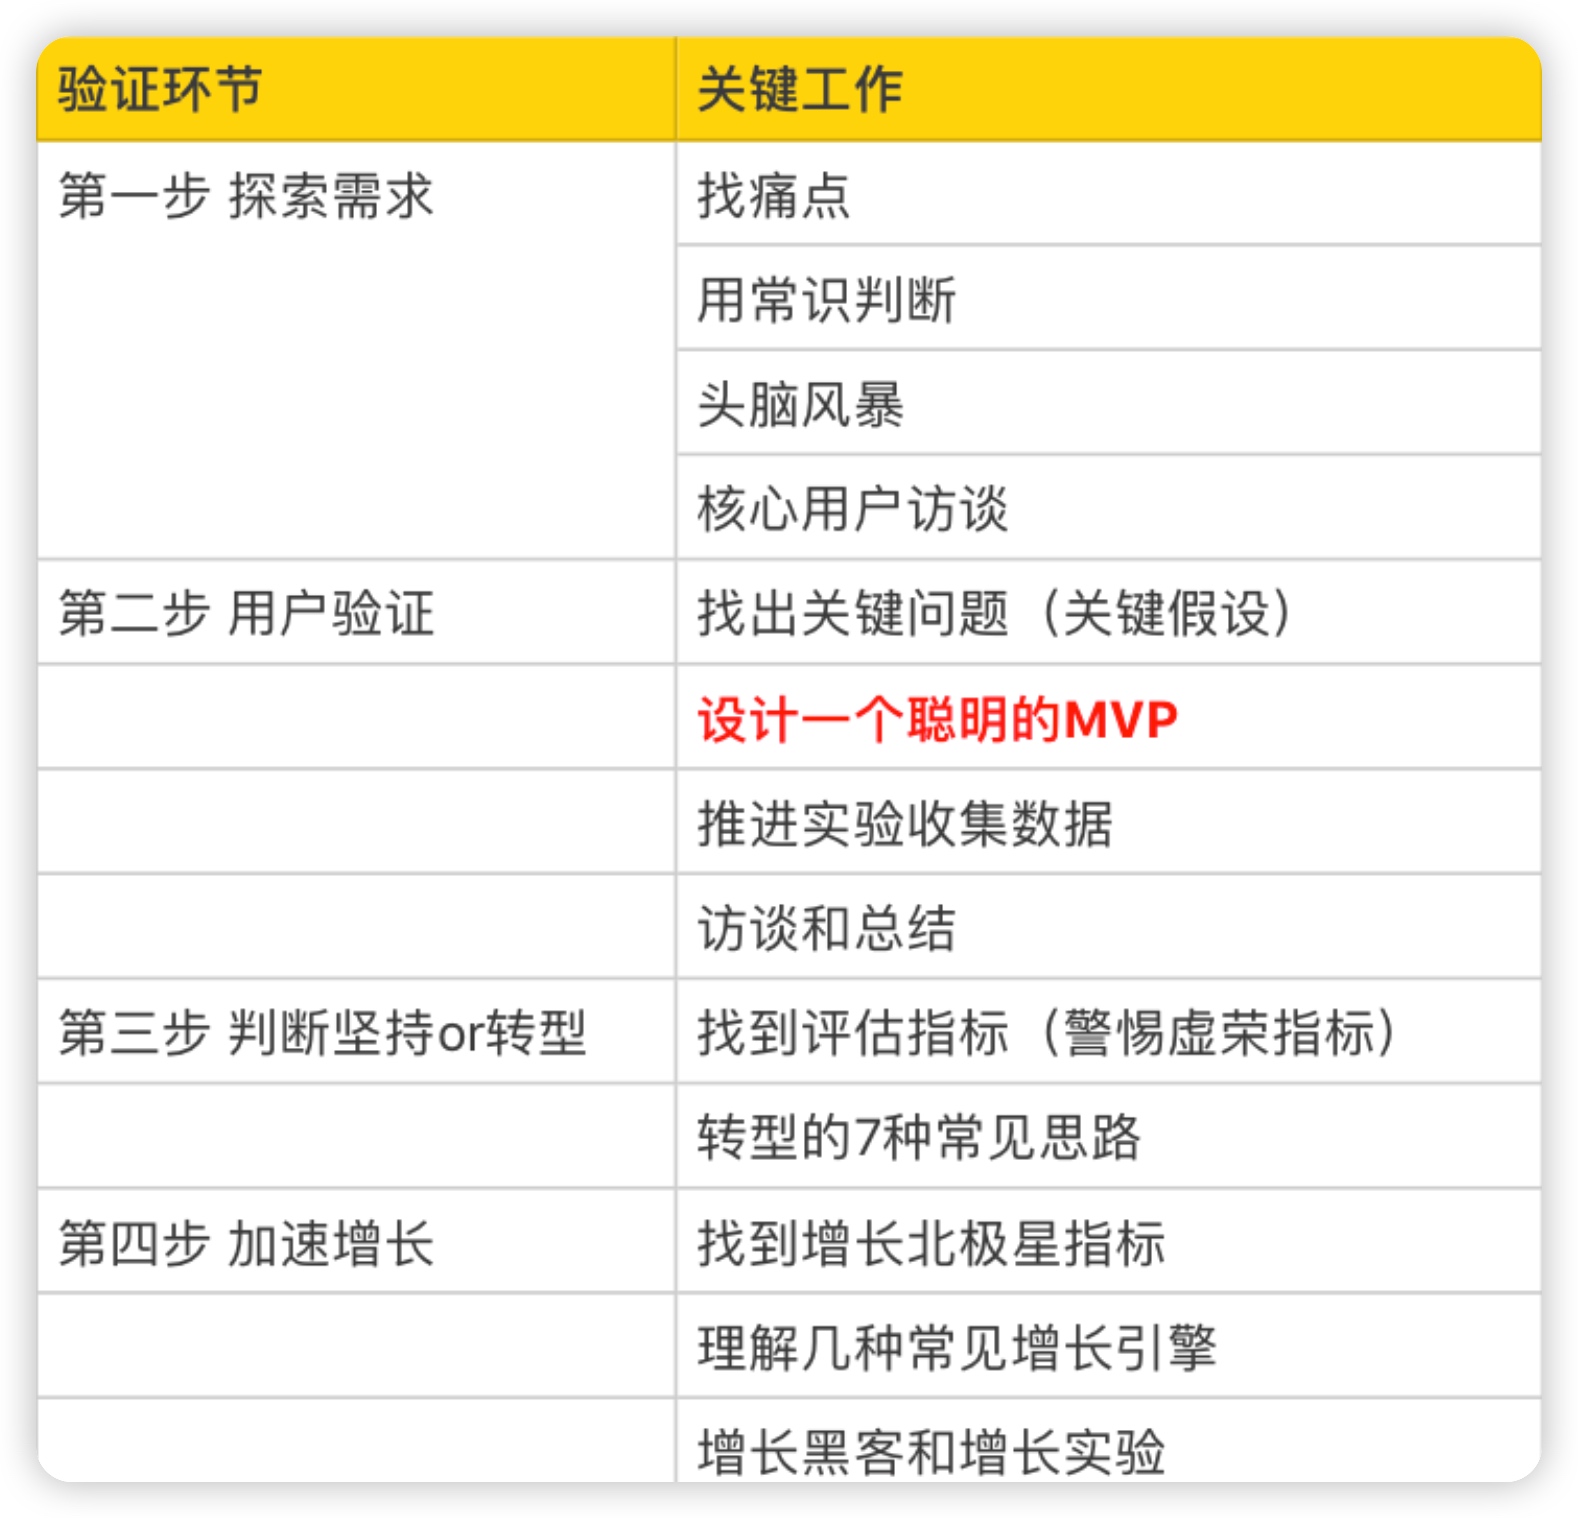 验证环节 关键工作
第一步 探索需求 找痛点
用常识判断
头脑风暴
核心用户访谈
第二步 用户验证 找出关键问题（关键假设）
设计一个聪明的MVP
推进实验收集数据
访谈和总结
第三步 判断坚持or转型 找到评估指标（警惕虚荣指标）
转型的7种常见思路
第四步 加速增长 找到增长北极星指标
理解几种常见增长引擎
增长黑客和增长实验